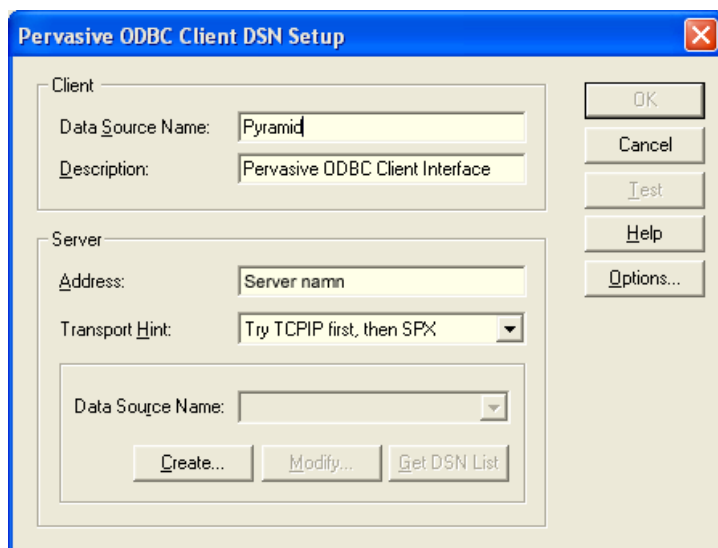 Pervasive ODBC Client DSN Setup
Client
Data Source Name: Pyramid
Description: Pervasive ODBC Client Interface
OK
Cancel
Test
Help
Options...
Server
Address: Server namn
Transport Hint: Try TCPIP first, then SPX
Data Source Name:
Create... Modify... Get DSN List